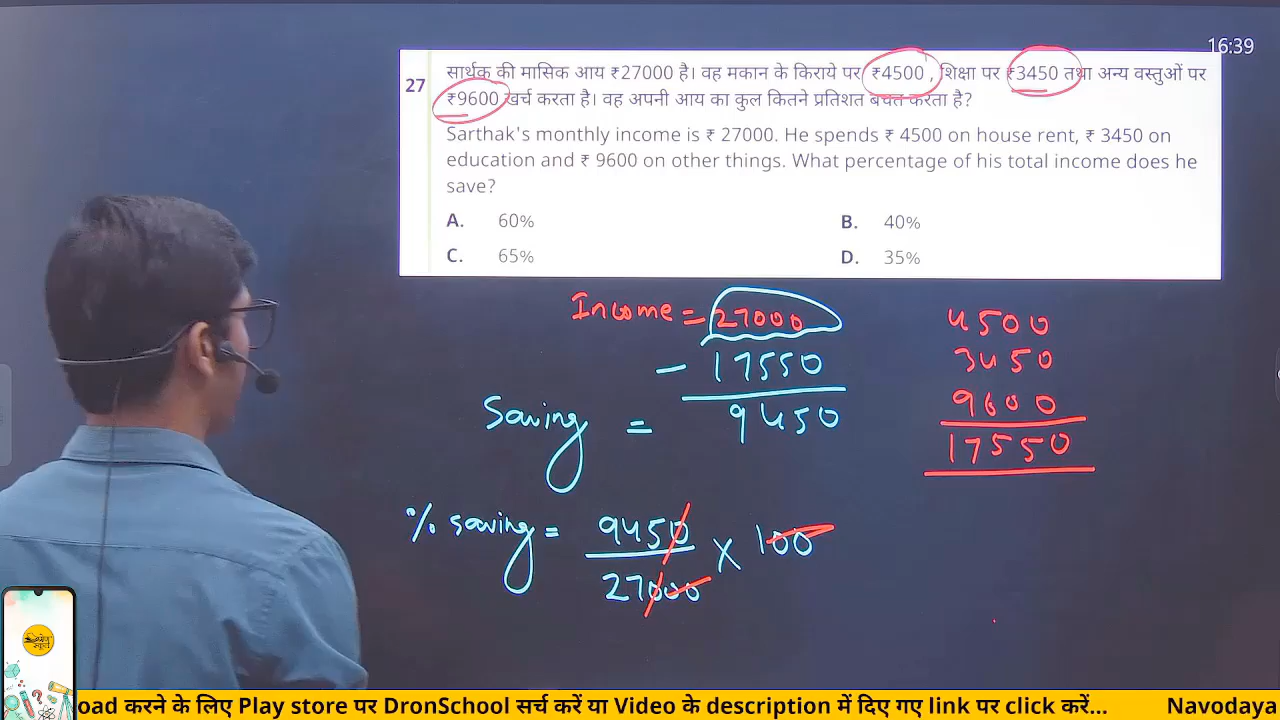 16:39
27 सार्थक की मासिक आय ₹27000 है। वह मकान के किराये पर ₹4500, शिक्षा पर ₹3450 तथा अन्य वस्तुओं पर
₹9600 खर्च करता है। वह अपनी आय का कुल कितने प्रतिशत बचत करता है?
Sarthak's monthly income is ₹ 27000. He spends ₹ 4500 on house rent, ₹ 3450 on
education and ₹ 9600 on other things. What percentage of his total income does he
save?
A. 60% B. 40%
C. 65% D. 35%
Income = 27000
- 17550
Saving = 9450
4500
3450
9600
17550
% saving = 9450 × 100
27000
oad करने के लिए Play store पर DronSchool सर्च करें या Video के description में दिए गए link पर click करें... Navodaya